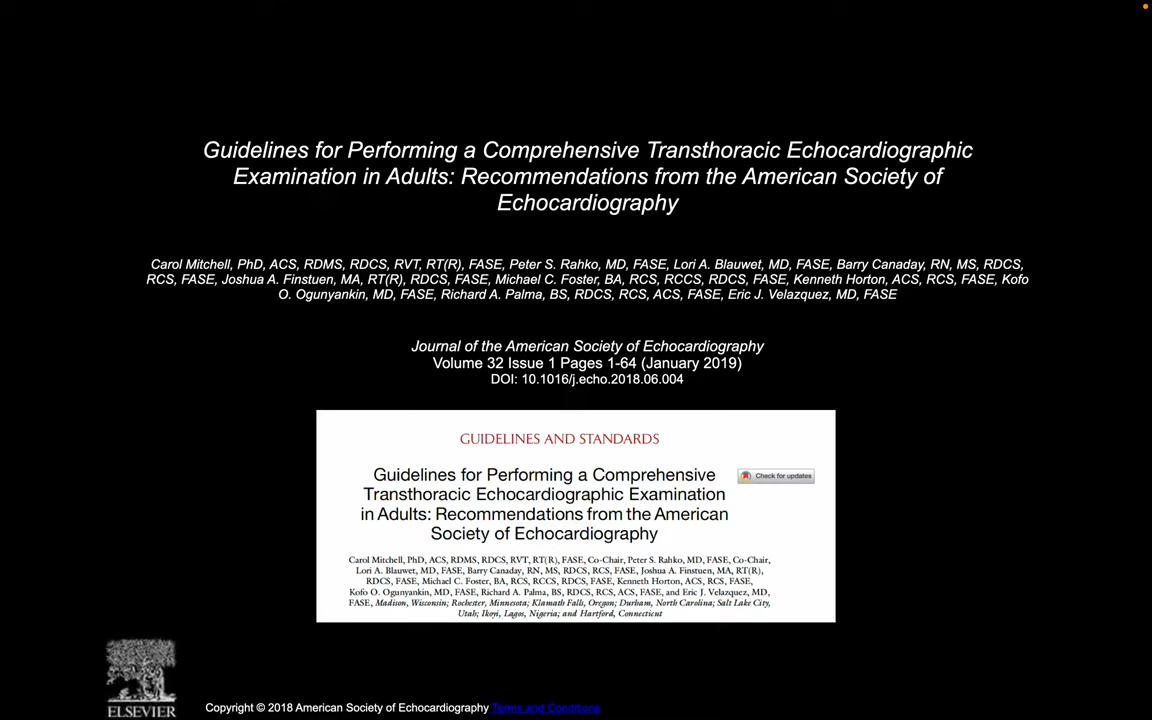 Guidelines for Performing a Comprehensive Transthoracic Echocardiographic
Examination in Adults: Recommendations from the American Society of
Echocardiography
Carol Mitchell, PhD, ACS, RDMS, RDCS, RVT, RT(R), FASE, Peter S. Rahko, MD, FASE, Lori A. Blauwet, MD, FASE, Barry Canaday, RN, MS, RDCS,
RCS, FASE, Joshua A. Finstuen, MA, RT(R), RDCS, FASE, Michael C. Foster, BA, RCS, RCCS, RDCS, FASE, Kenneth Horton, ACS, RCS, FASE, Kofo
O. Ogunyankin, MD, FASE, Richard A. Palma, BS, RDCS, RCS, ACS, FASE, Eric J. Velazquez, MD, FASE
Journal of the American Society of Echocardiography
Volume 32 Issue 1 Pages 1-64 (January 2019)
DOI: 10.1016/j.echo.2018.06.004
GUIDELINES AND STANDARDS
Guidelines for Performing a Comprehensive
Check for updates
Transthoracic Echocardiographic Examination
in Adults: Recommendations from the American
Society of Echocardiography
Carol Mitchell, PhD, ACS, RDMS, RDCS, RVT, RT(R), FASE, Co-Chair, Peter S. Rahko, MD, FASE, Co-Chair,
Lori A. Blauwet, MD, FASE, Barry Canaday, RN, MS, RDCS, RCS, FASE, Joshua A. Finstuen, MA, RT(R),
RDCS, FASE, Michael C. Foster, BA, RCS, RCCS, RDCS, FASE, Kenneth Horton, ACS, RCS, FASE,
Kofo O. Ogunyankin, MD, FASE, Richard A. Palma, BS, RDCS, RCS, ACS, FASE, and Eric J. Velazquez, MD,
FASE, Madison, Wisconsin; Rochester, Minnesota; Klamath Falls, Oregon; Durham, North Carolina; Salt Lake City,
Utah; Ikoyi, Lagos, Nigeria; and Hartford, Connecticut
ELSEVIER
Copyright © 2018 American Society of Echocardiography Terms and Conditions